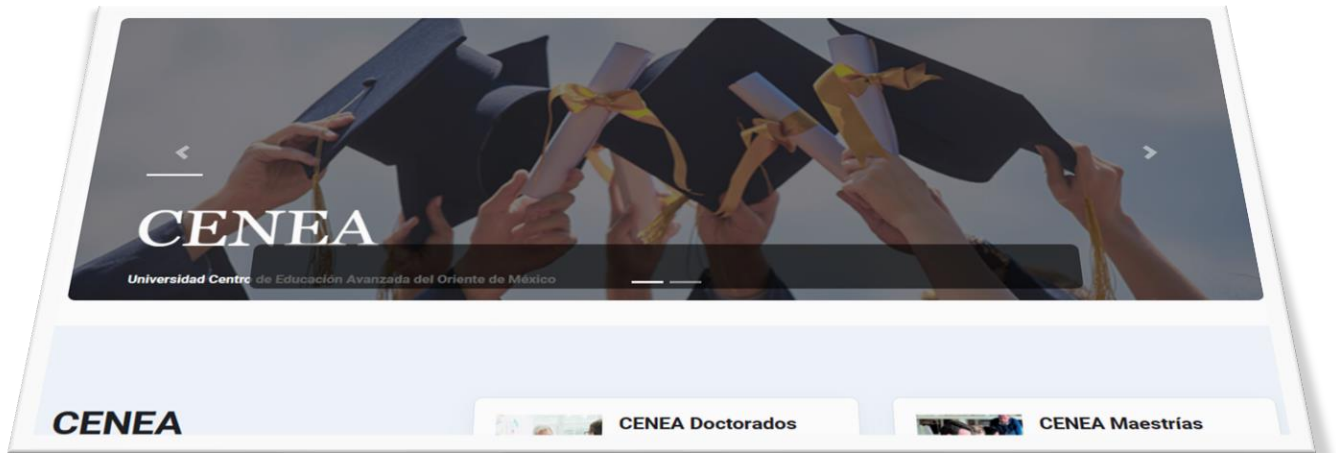 CENEA
Universidad Centro de Educación Avanzada del Oriente de México
CENEA
CENEA Doctorados
CENEA Maestrías